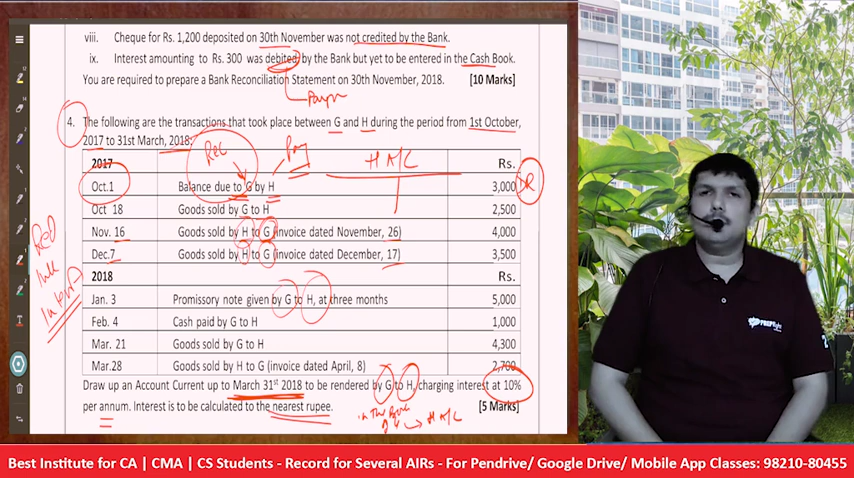 viii. Cheque for Rs. 1,200 deposited on 30th November was not credited by the Bank.
ix. Interest amounting to Rs. 300 was debited by the Bank but yet to be entered in the Cash Book.
You are required to prepare a Bank Reconciliation Statement on 30th November, 2018. [10 Marks]
4. The following are the transactions that took place between G and H during the period from 1st October,
2017 to 31st March, 2018:
Rec Pay H A/C
2017 Rs.
Oct.1 Balance due to G by H 3,000 DR
Oct 18 Goods sold by G to H 2,500
Nov. 16 Goods sold by H to G (invoice dated November, 26) 4,000
Dec.7 Goods sold by H to G (invoice dated December, 17) 3,500
Red Ink Interest
2018 Rs.
Jan. 3 Promissory note given by G to H, at three months 5,000
Feb. 4 Cash paid by G to H 1,000
Mar. 21 Goods sold by G to H 4,300
Mar.28 Goods sold by H to G (invoice dated April, 8) 2,700
Draw up an Account Current up to March 31st 2018 to be rendered by G to H, charging interest at 10%
per annum. Interest is to be calculated to the nearest rupee. [5 Marks]
in the Book
H A/C
PREPfight
Best Institute for CA | CMA | CS Students - Record for Several AIRs - For Pendrive/ Google Drive/ Mobile App Classes: 98210-80455